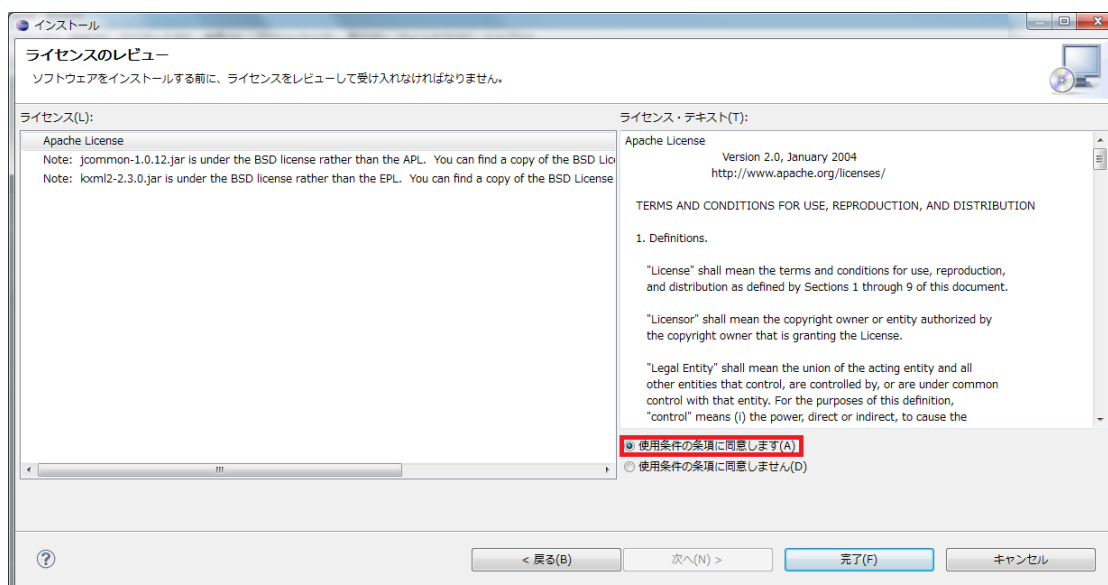 インストール
ライセンスのレビュー
ソフトウェアをインストールする前に、ライセンスをレビューして受け入れなければなりません。
ライセンス(L):
Apache License
Note: jcommon-1.0.12.jar is under the BSD license rather than the APL. You can find a copy of the BSD Lic
Note: kxml2-2.3.0.jar is under the BSD license rather than the EPL. You can find a copy of the BSD License
ライセンス・テキスト(T):
Apache License
Version 2.0, January 2004
http://www.apache.org/licenses/
TERMS AND CONDITIONS FOR USE, REPRODUCTION, AND DISTRIBUTION
1. Definitions.
"License" shall mean the terms and conditions for use, reproduction,
and distribution as defined by Sections 1 through 9 of this document.
"Licensor" shall mean the copyright owner or entity authorized by
the copyright owner that is granting the License.
"Legal Entity" shall mean the union of the acting entity and all
other entities that control, are controlled by, or are under common
control with that entity. For the purposes of this definition,
"control" means (i) the power, direct or indirect, to cause the
使用条件の条項に同意します(A)
使用条件の条項に同意しません(D)
< 戻る(B)
次へ(N) >
完了(F)
キャンセル